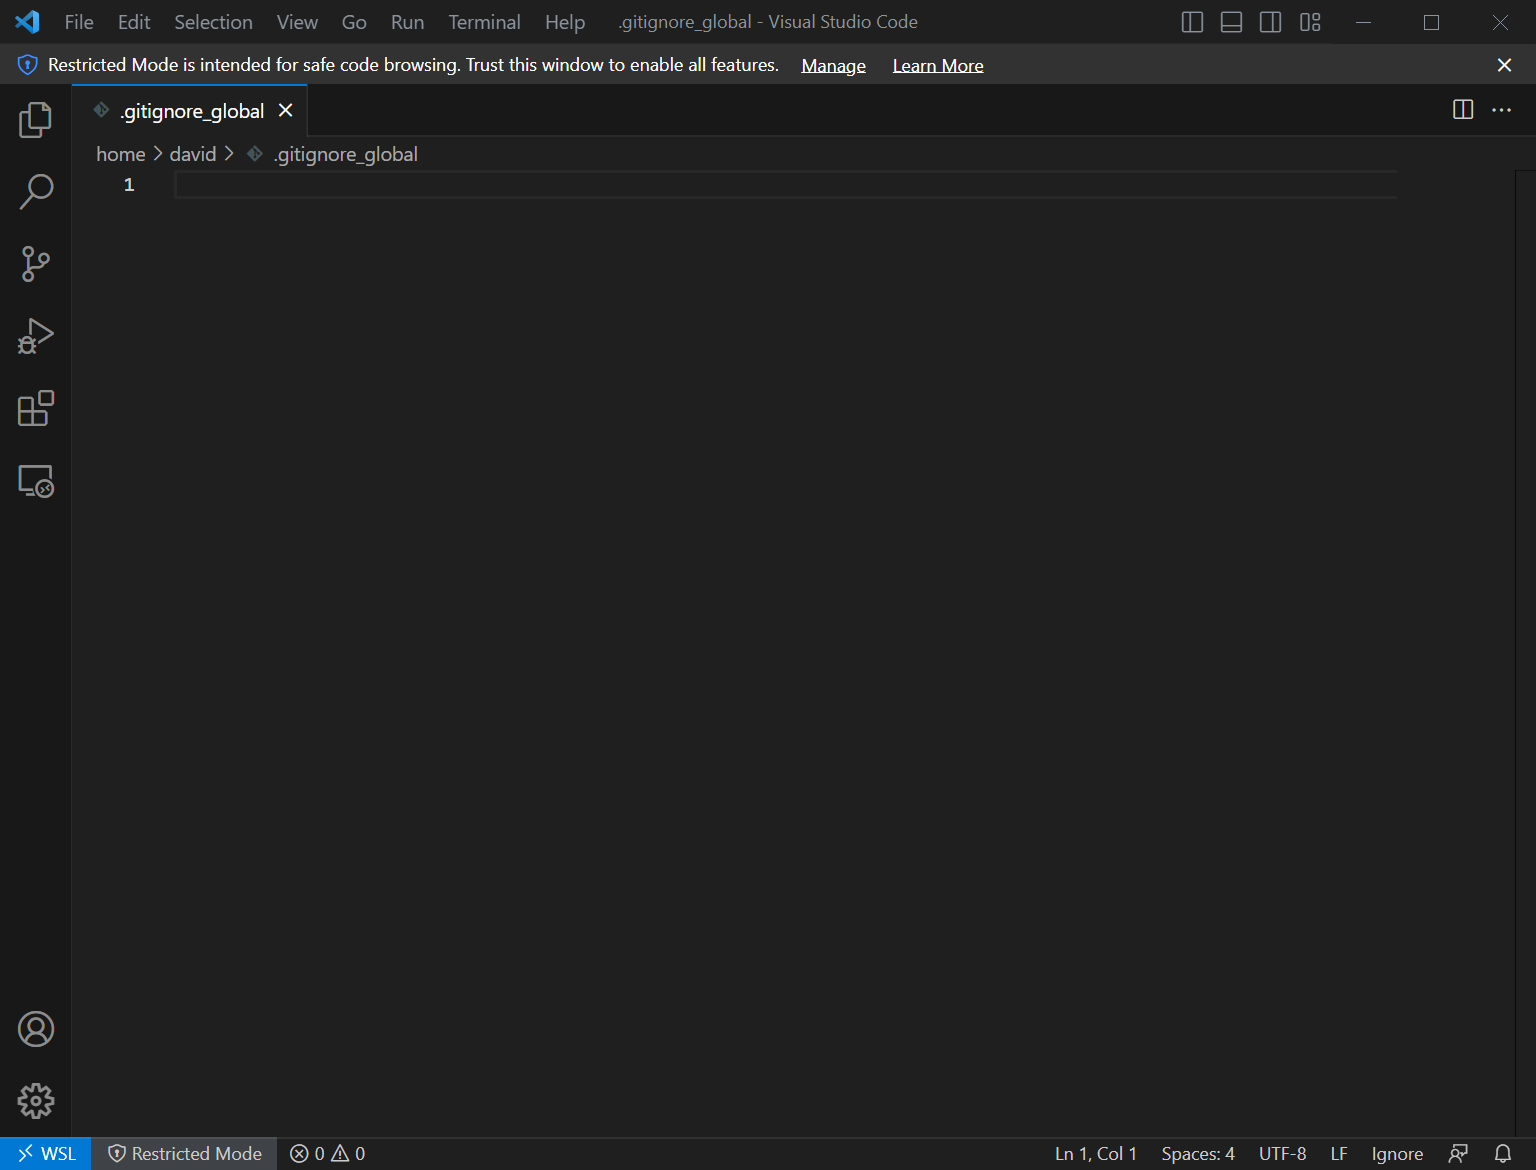 File Edit Selection View Go Run Terminal Help .gitignore_global - Visual Studio Code
Restricted Mode is intended for safe code browsing. Trust this window to enable all features. Manage Learn More
.gitignore_global
home > david > .gitignore_global
1
WSL Restricted Mode 0 0 Ln 1, Col 1 Spaces: 4 UTF-8 LF Ignore